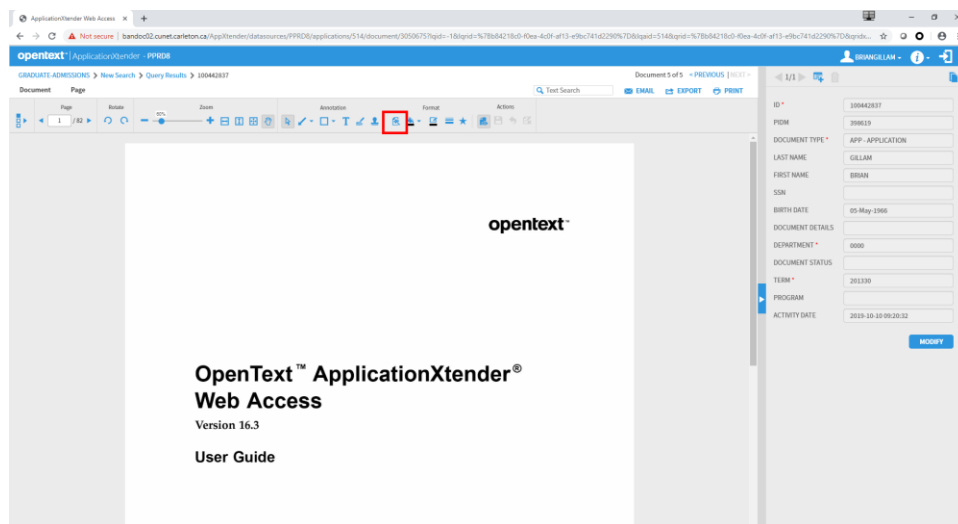 ApplicationXtender Web Access
Not secure | bandoc02.cunet.carleton.ca/AppXtender/datasources/PPRD8/applications/514/document/3050675?
opentext™ | ApplicationXtender - PPRD8
BRIANGILLAM
GRADUATE-ADMISSIONS > New Search > Query Results > 100442837
Document 5 of 5 « PREVIOUS | NEXT »
Document Page
Text Search
EMAIL EXPORT PRINT
Page Rotate Zoom Annotation Format Actions
1 / 82
80%
1/1
ID * 100442837
PIDM 398619
DOCUMENT TYPE * APP - APPLICATION
LAST NAME GILLAM
FIRST NAME BRIAN
SSN
BIRTH DATE 05-May-1966
DOCUMENT DETAILS
DEPARTMENT * 0000
DOCUMENT STATUS
TERM * 201330
PROGRAM
ACTIVITY DATE 2019-10-10 09:20:32
MODIFY
opentext™
OpenText™ ApplicationXtender®
Web Access
Version 16.3
User Guide